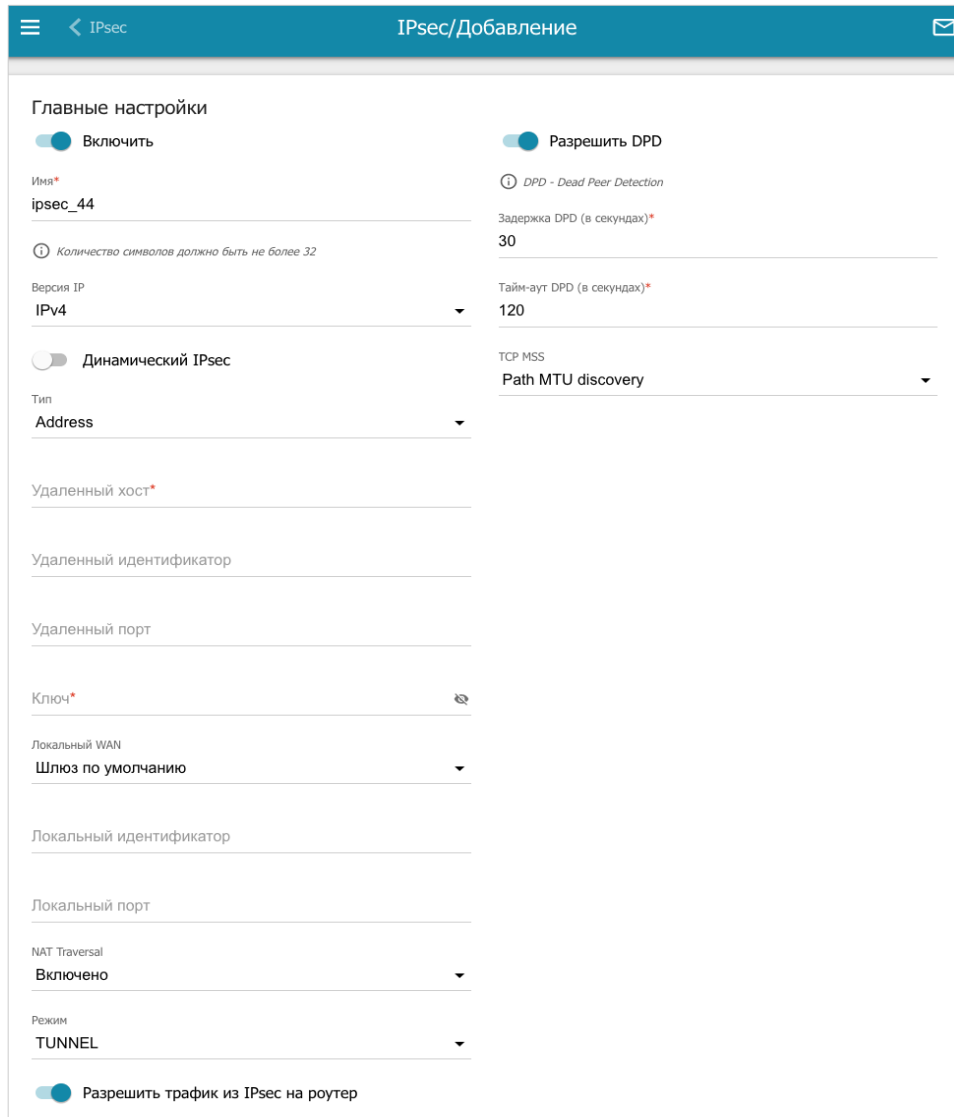 IPsec
IPsec/Добавление
Главные настройки
Включить
Имя*
ipsec_44
Количество символов должно быть не более 32
Версия IP
IPv4
Динамический IPsec
Тип
Address
Удаленный хост*
Удаленный идентификатор
Удаленный порт
Ключ*
Локальный WAN
Шлюз по умолчанию
Локальный идентификатор
Локальный порт
NAT Traversal
Включено
Режим
TUNNEL
Разрешить трафик из IPsec на роутер
Разрешить DPD
DPD - Dead Peer Detection
Задержка DPD (в секундах)*
30
Тайм-аут DPD (в секундах)*
120
TCP MSS
Path MTU discovery